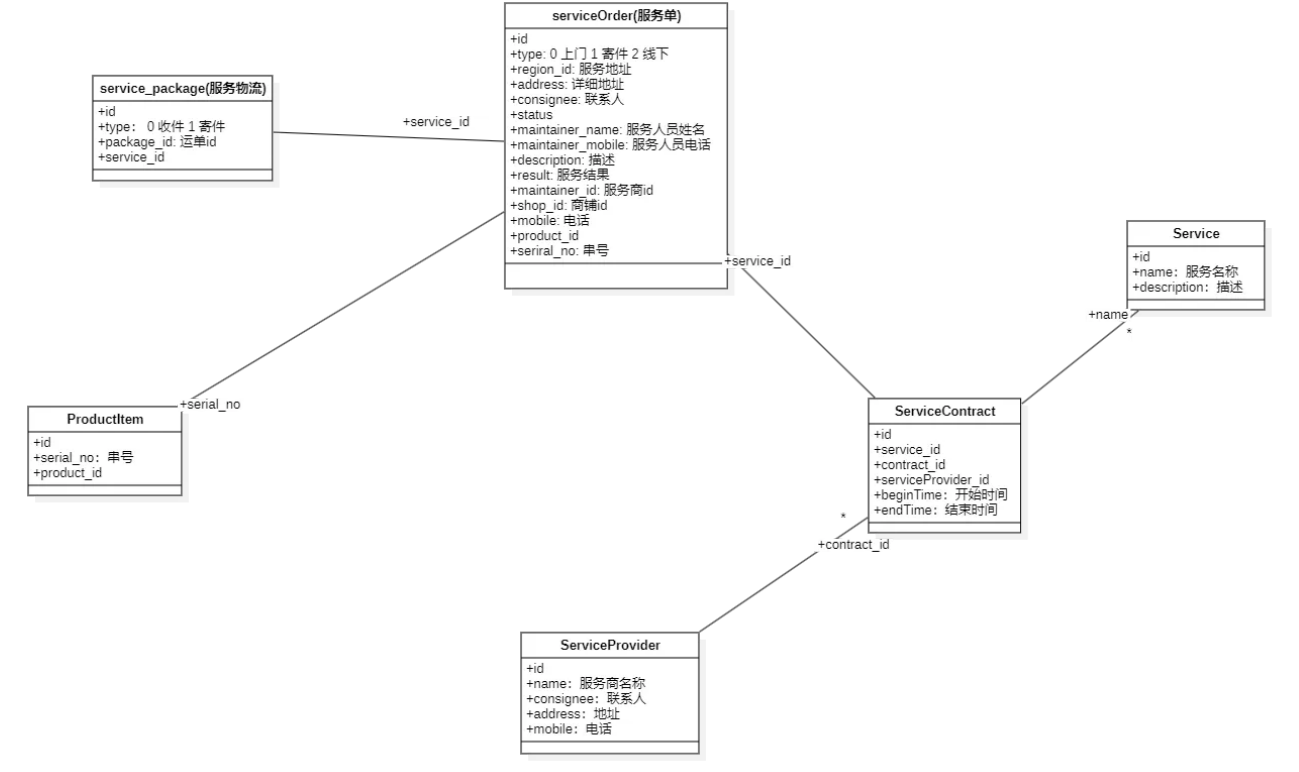 serviceOrder(服务单)
+id
+type: 0 上门 1 寄件 2 线下
+region_id: 服务地址
+address: 详细地址
+consignee: 联系人
+status
+maintainer_name: 服务人员姓名
+maintainer_mobile: 服务人员电话
+description: 描述
+result: 服务结果
+maintainer_id: 服务商id
+shop_id: 商铺id
+mobile: 电话
+product_id
+seriral_no: 串号
service_package(服务物流)
+id
+type： 0 收件 1 寄件
+package_id: 运单id
+service_id
+service_id
+service_id
Service
+id
+name：服务名称
+description：描述
+name
*
ProductItem
+id
+serial_no：串号
+product_id
+serial_no
ServiceContract
+id
+service_id
+contract_id
+serviceProvider_id
+beginTime：开始时间
+endTime：结束时间
*
+contract_id
ServiceProvider
+id
+name：服务商名称
+consignee：联系人
+address：地址
+mobile：电话